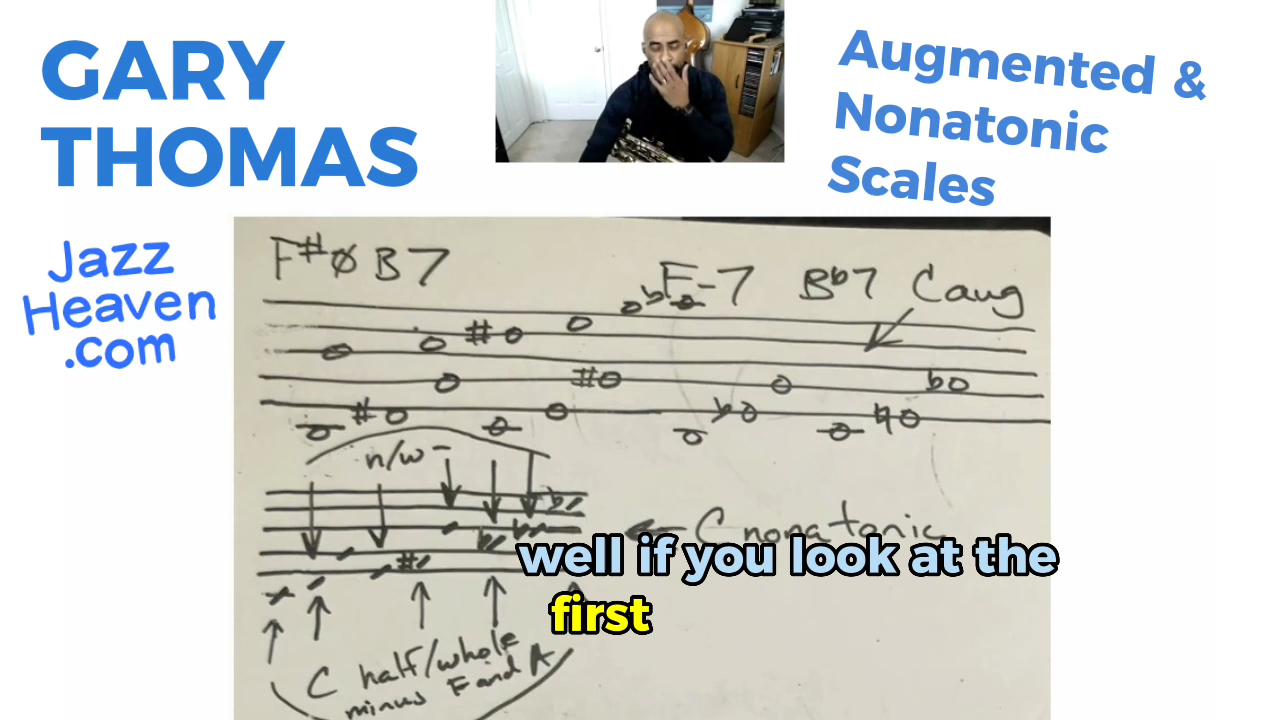 GARY
THOMAS
Augmented &
Nonatonic
Scales
Jazz
Heaven
.com
F#ø B7 F-7 Bb7 Caug
n/w
C nonatonic
well if you look at the
first
C half/whole
minus F and A